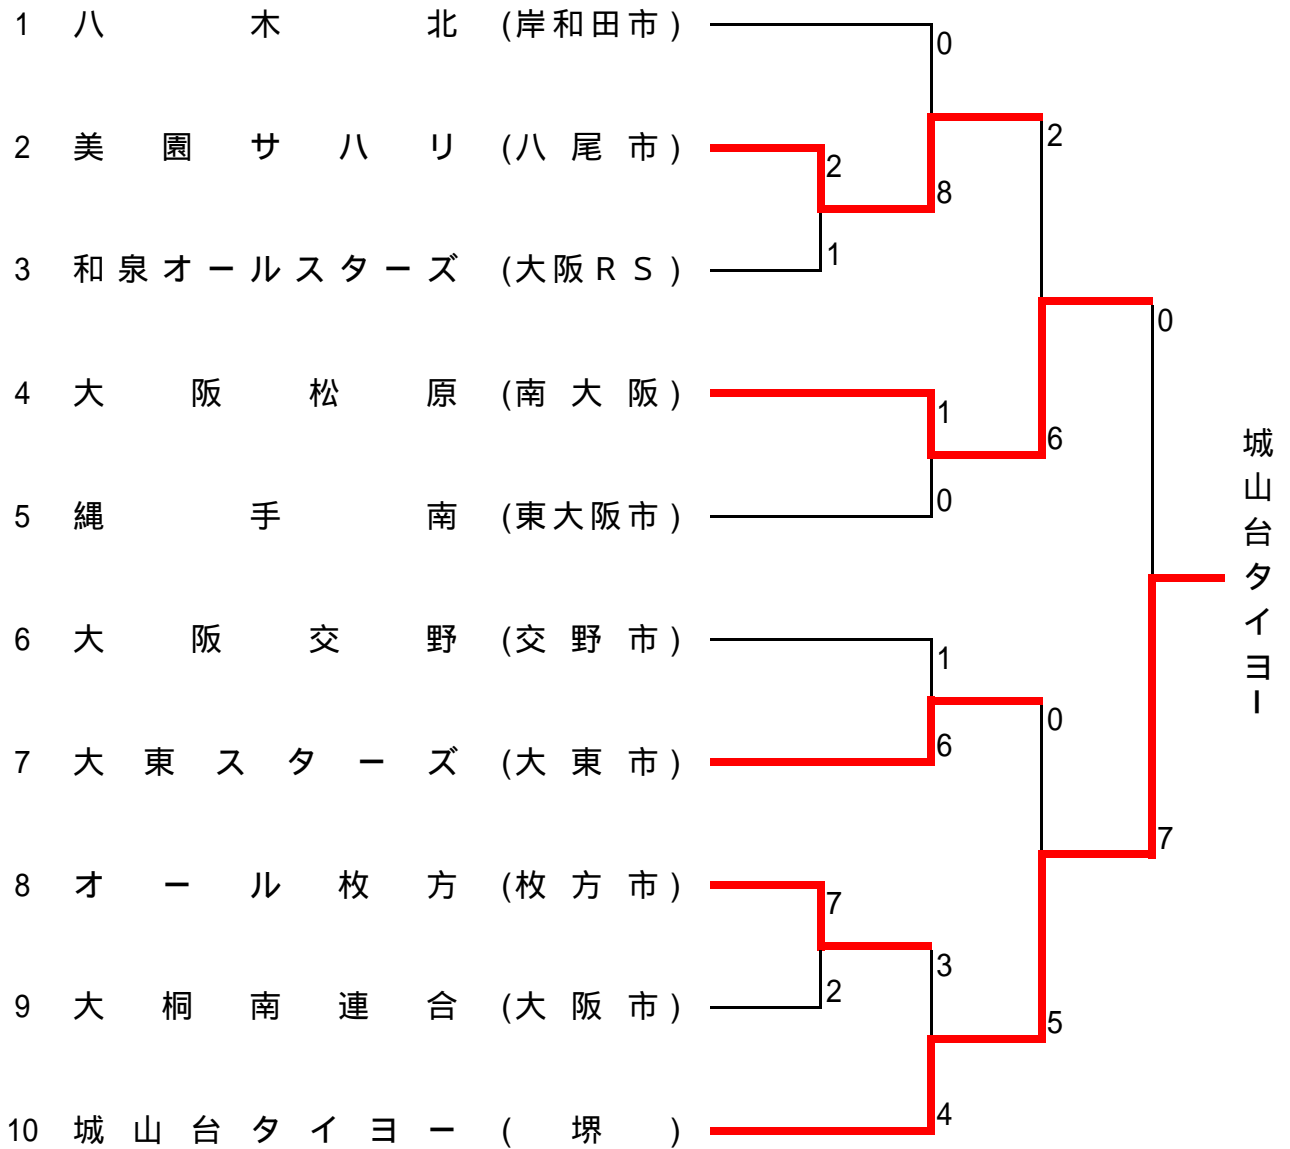 1 八木北 (岸和田市)
0
2 美園サハリ (八尾市)
2
2
8
3 和泉オールスターズ (大阪RS)
1
0
4 大阪松原 (南大阪)
1
6
5 縄手南 (東大阪市)
0
城山台タイヨー
6 大阪交野 (交野市)
1
0
7 大東スターズ (大東市)
6
7
8 オール枚方 (枚方市)
7
3
9 大桐南連合 (大阪市)
2
5
10 城山台タイヨー (堺)
4